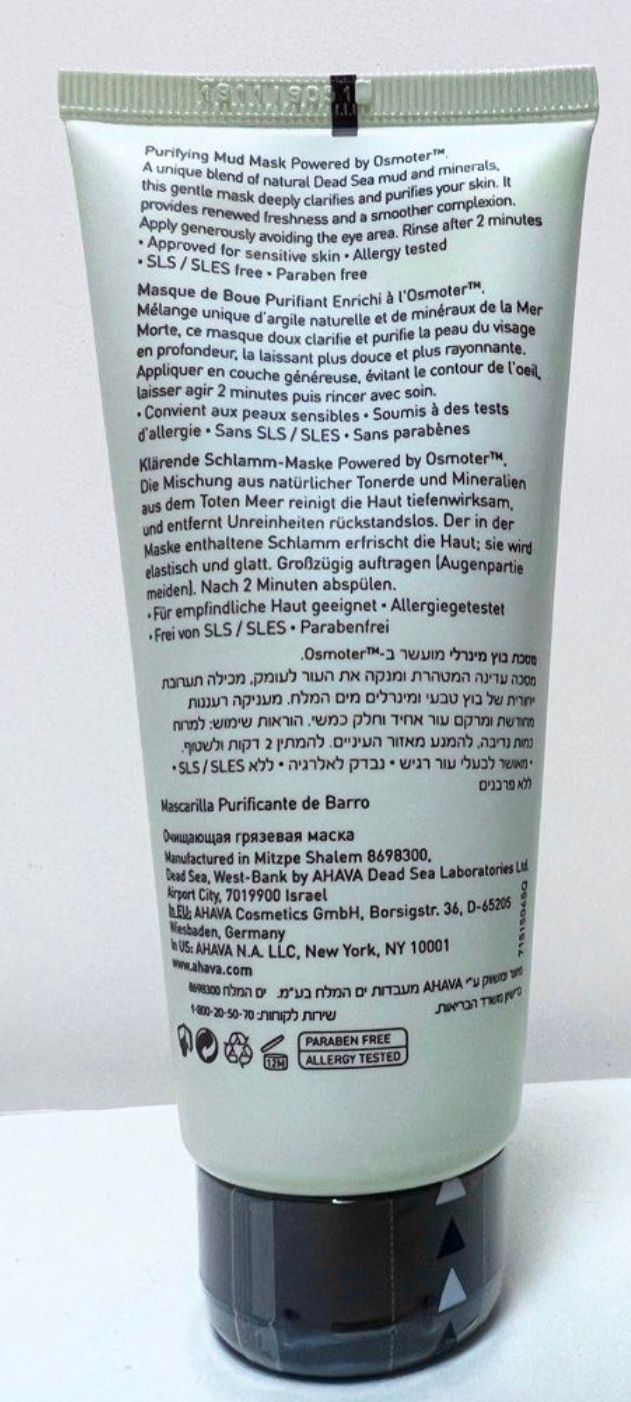 Purifying Mud Mask Powered by Osmoter™.
A unique blend of natural Dead Sea mud and minerals,
this gentle mask deeply clarifies and purifies your skin. It
provides renewed freshness and a smoother complexion.
Apply generously avoiding the eye area. Rinse after 2 minutes
• Approved for sensitive skin • Allergy tested
• SLS / SLES free • Paraben free
Masque de Boue Purifiant Enrichi à l'Osmoter™.
Mélange unique d'argile naturelle et de minéraux de la Mer
Morte, ce masque doux clarifie et purifie la peau du visage
en profondeur, la laissant plus douce et plus rayonnante.
Appliquer en couche généreuse, évitant le contour de l'oeil,
laisser agir 2 minutes puis rincer avec soin.
• Convient aux peaux sensibles • Soumis à des tests
d'allergie • Sans SLS / SLES • Sans parabènes
Klärende Schlamm-Maske Powered by Osmoter™.
Die Mischung aus natürlicher Tonerde und Mineralien
aus dem Toten Meer reinigt die Haut tiefenwirksam,
und entfernt Unreinheiten rückstandslos. Der in der
Maske enthaltene Schlamm erfrischt die Haut; sie wird
elastisch und glatt. Großzügig auftragen (Augenpartie
meiden). Nach 2 Minuten abspülen.
• Für empfindliche Haut geeignet • Allergiegetestet
• Frei von SLS / SLES • Parabenfrei
מסכת בוץ מינרלי מועשר ב-Osmoter™.
מסכה עדינה המטהרת ומנקה את העור לעומק, מכילה תערובת
ייחודית של בוץ טבעי ומינרלים מים המלח. מעניקה רעננות
מחודשת ומרקם עור אחיד וחלק כמשי. הוראות שימוש: למרוח
כמות נדיבה, להמנע מאזור העיניים. להמתין 2 דקות ולשטוף.
• מאושר לבעלי עור רגיש • נבדק לאלרגיה • ללא SLS / SLES •
ללא פרבנים
Mascarilla Purificante de Barro
Очищающая грязевая маска
Manufactured in Mitzpe Shalem 8698300,
Dead Sea, West-Bank by AHAVA Dead Sea Laboratories Ltd.
Airport City, 7019900 Israel
In EU: AHAVA Cosmetics GmbH, Borsigstr. 36, D-65205
Wiesbaden, Germany
In US: AHAVA N.A. LLC, New York, NY 10001
www.ahava.com
מיוצר ומשווק ע"י AHAVA מעבדות ים המלח בע"מ. ים המלח 8698300
ברישיון משרד הבריאות.
שירות לקוחות: 1-800-20-50-70
12M
PARABEN FREE
ALLERGY TESTED